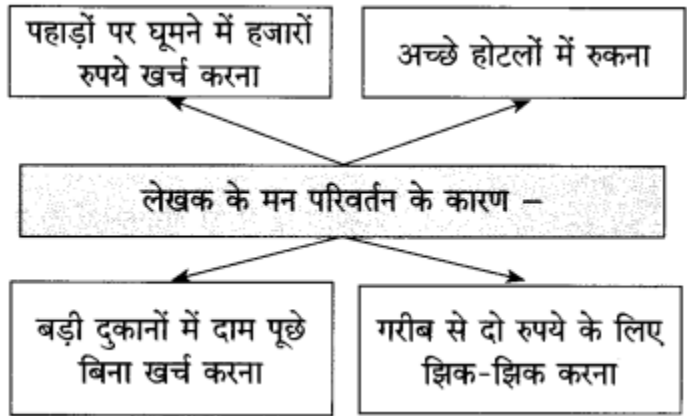 पहाड़ों पर घूमने में हजारों
रुपये खर्च करना
अच्छे होटलों में रुकना
लेखक के मन परिवर्तन के कारण –
बड़ी दुकानों में दाम पूछे
बिना खर्च करना
गरीब से दो रुपये के लिए
झिक-झिक करना